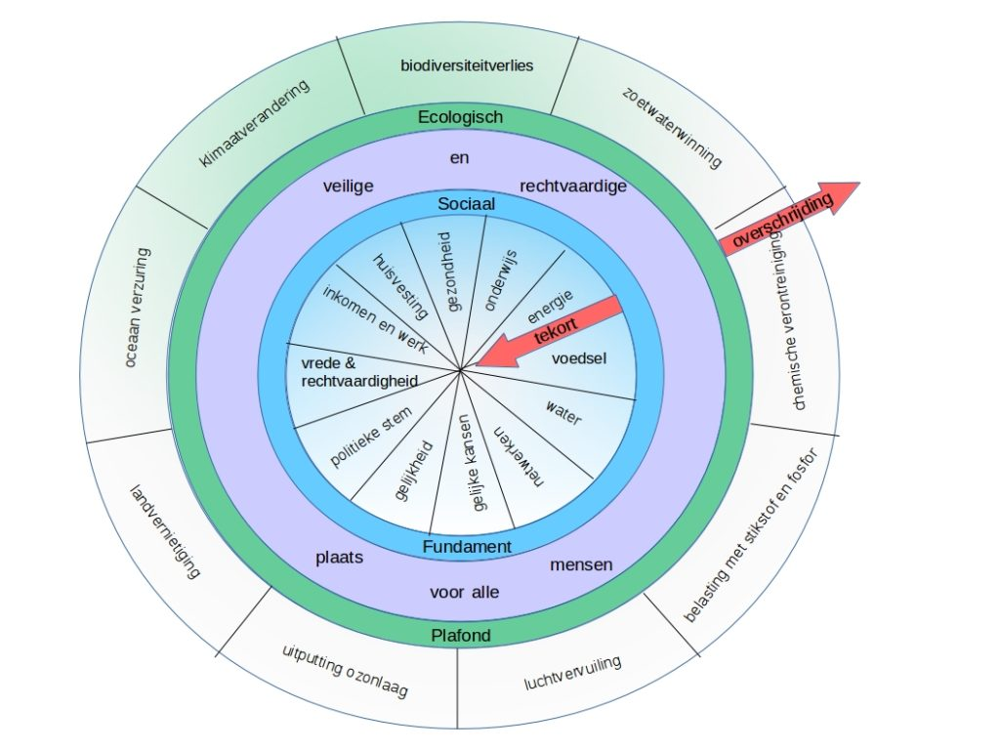 biodiversiteitverlies
zoetwaterwinning
overschrijding
chemische verontreiniging
belasting met stikstof en fosfor
luchtvervuiling
uitputting ozonlaag
landvernietiging
oceaan verzuring
klimaatverandering
Ecologisch
Plafond
veilige
en
rechtvaardige
plaats
voor alle
mensen
Sociaal
Fundament
gezondheid
onderwijs
energie
tekort
voedsel
water
netwerken
gelijke kansen
gelijkheid
politieke stem
vrede &
rechtvaardigheid
inkomen en werk
huisvesting